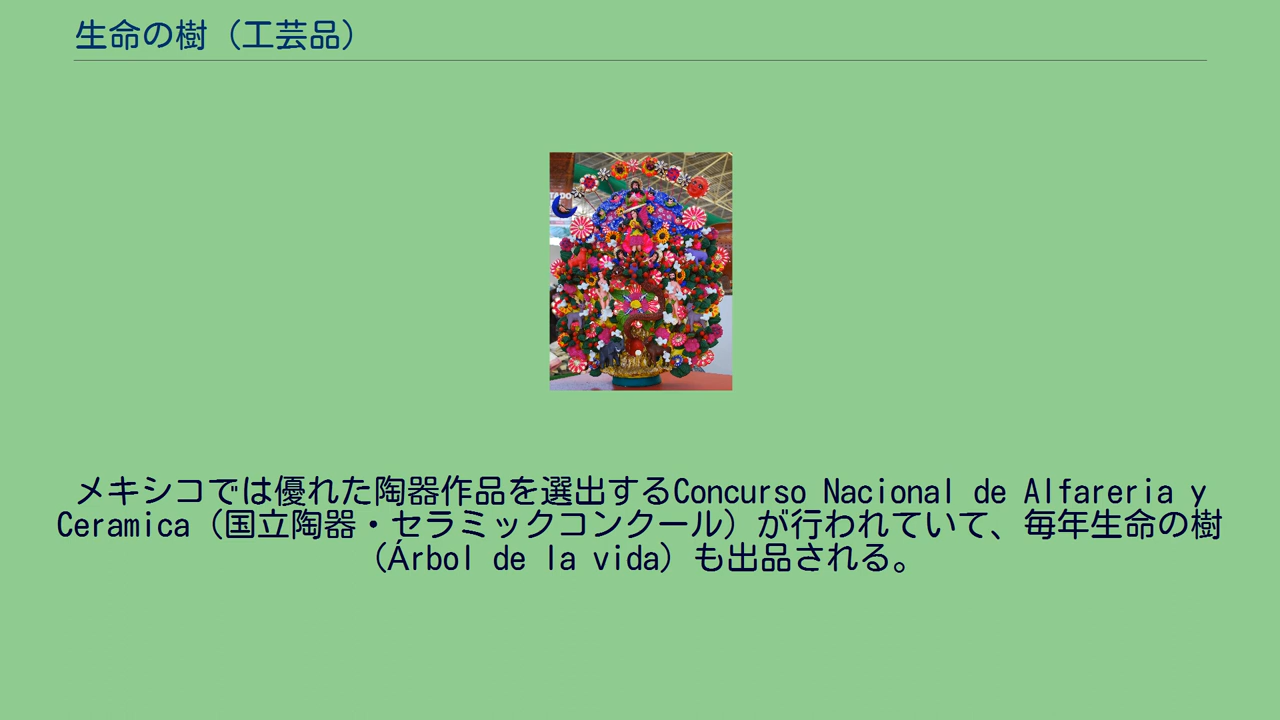 生命の樹（工芸品）
メキシコでは優れた陶器作品を選出するConcurso Nacional de Alfareria y
Ceramica（国立陶器・セラミックコンクール）が行われていて、毎年生命の樹
（Árbol de la vida）も出品される。